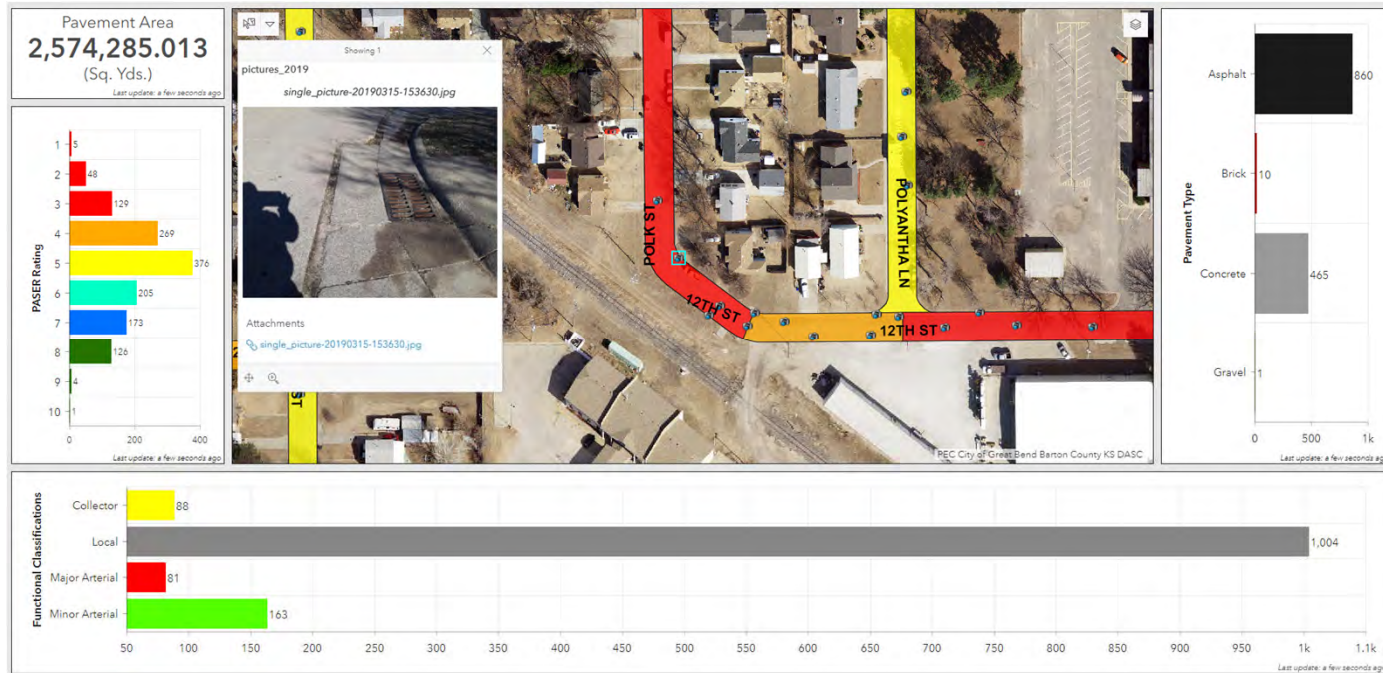 Pavement Area
2,574,285.013
(Sq. Yds.)
Last update: a few seconds ago
PASER Rating
1
5
2
48
3
129
4
269
5
376
6
205
7
173
8
126
9
4
10
1
0
200
400
Last update: a few seconds ago
Showing 1
pictures_2019
single_picture-20190315-153630.jpg
Attachments
single_picture-20190315-153630.jpg
POLK ST
12TH ST
POLYANTHA LN
12TH ST
ST
PEC City of Great Bend Barton County KS DASC
Pavement Type
Asphalt
860
Brick
10
Concrete
465
Gravel
1
0
500
1k
Last update: a few seconds ago
Functional Classifications
Collector
88
Local
1,004
Major Arterial
81
Minor Arterial
163
50
100
150
200
250
300
350
400
450
500
550
600
650
700
750
800
850
900
950
1k
1.1k
Last update: a few seconds ago